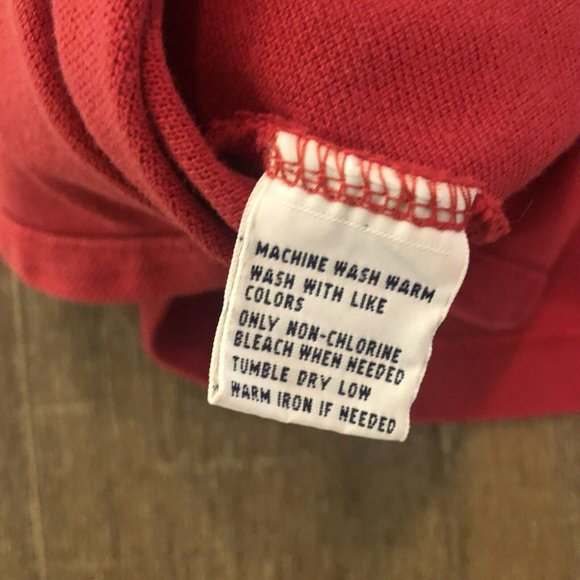 MACHINE WASH WARM
WASH WITH LIKE
COLORS
ONLY NON-CHLORINE
BLEACH WHEN NEEDED
TUMBLE DRY LOW
WARM IRON IF NEEDED